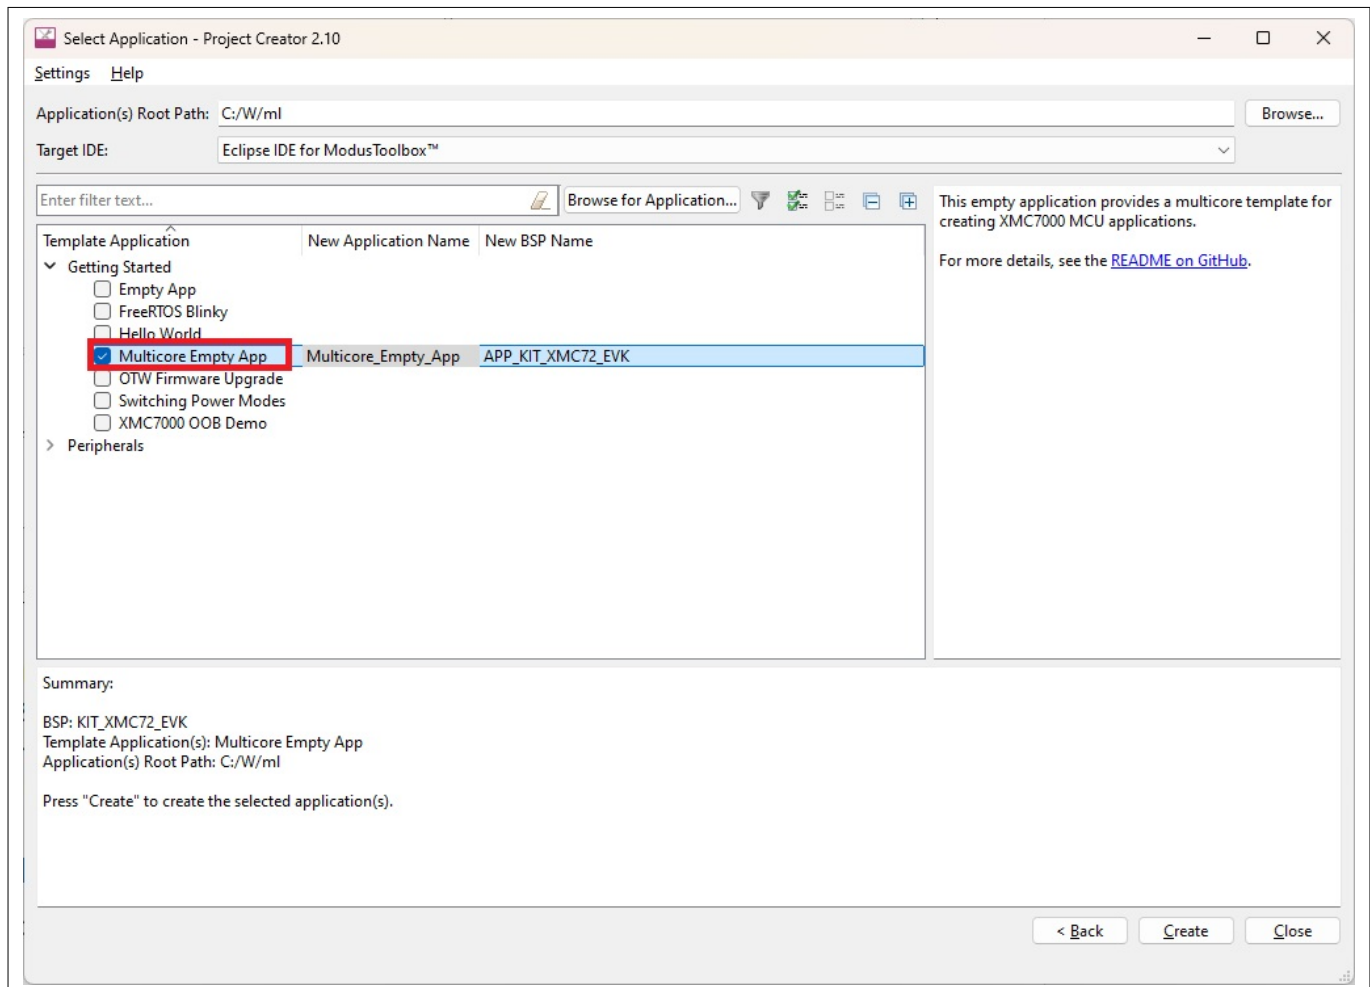 Select Application - Project Creator 2.10
Settings Help
Application(s) Root Path: C:/W/ml Browse...
Target IDE: Eclipse IDE for ModusToolbox™
Enter filter text... Browse for Application...
Template Application New Application Name New BSP Name
Getting Started
Empty App
FreeRTOS Blinky
Hello World
Multicore Empty App Multicore_Empty_App APP_KIT_XMC72_EVK
OTW Firmware Upgrade
Switching Power Modes
XMC7000 OOB Demo
Peripherals
This empty application provides a multicore template for
creating XMC7000 MCU applications.
For more details, see the README on GitHub.
Summary:
BSP: KIT_XMC72_EVK
Template Application(s): Multicore Empty App
Application(s) Root Path: C:/W/ml
Press "Create" to create the selected application(s).
< Back Create Close